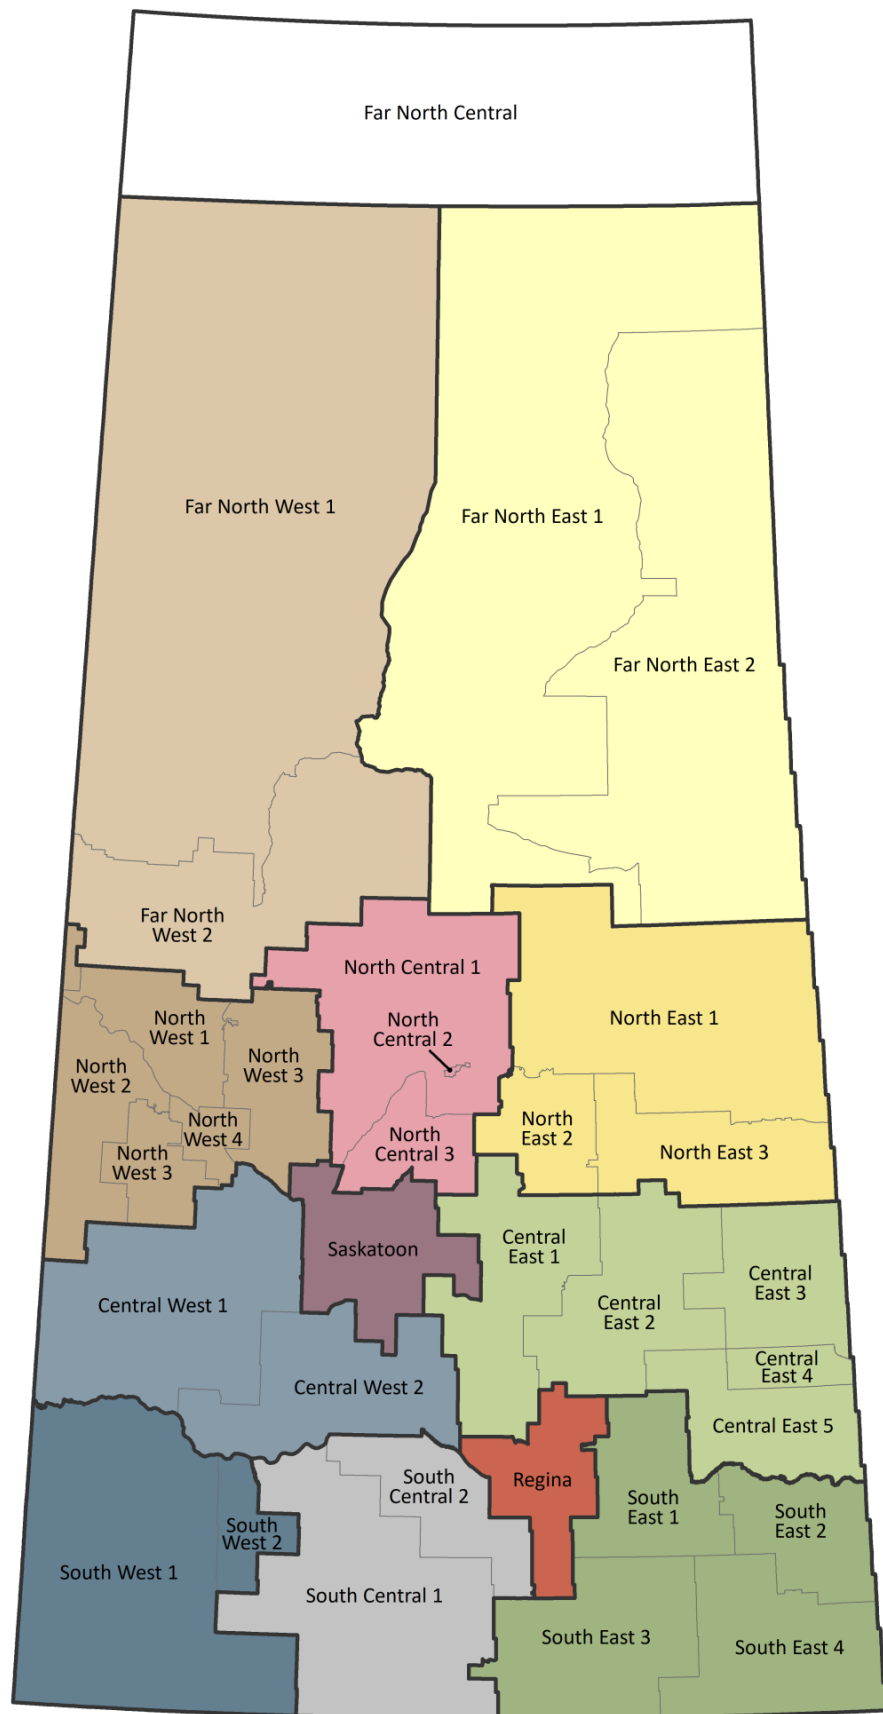 Far North Central
Far North West 1
Far North East 1
Far North East 2
Far North
West 2
North Central 1
North
West 1
North
Central 2
North East 1
North
West 3
North
West 2
North
West 4
North
East 2
North
Central 3
North
West 3
North East 3
Saskatoon
Central
East 1
Central
East 3
Central West 1
Central
East 2
Central
East 4
Central West 2
Central East 5
South
Central 2
Regina
South
East 1
South
East 2
South
West 2
South West 1
South Central 1
South East 3
South East 4